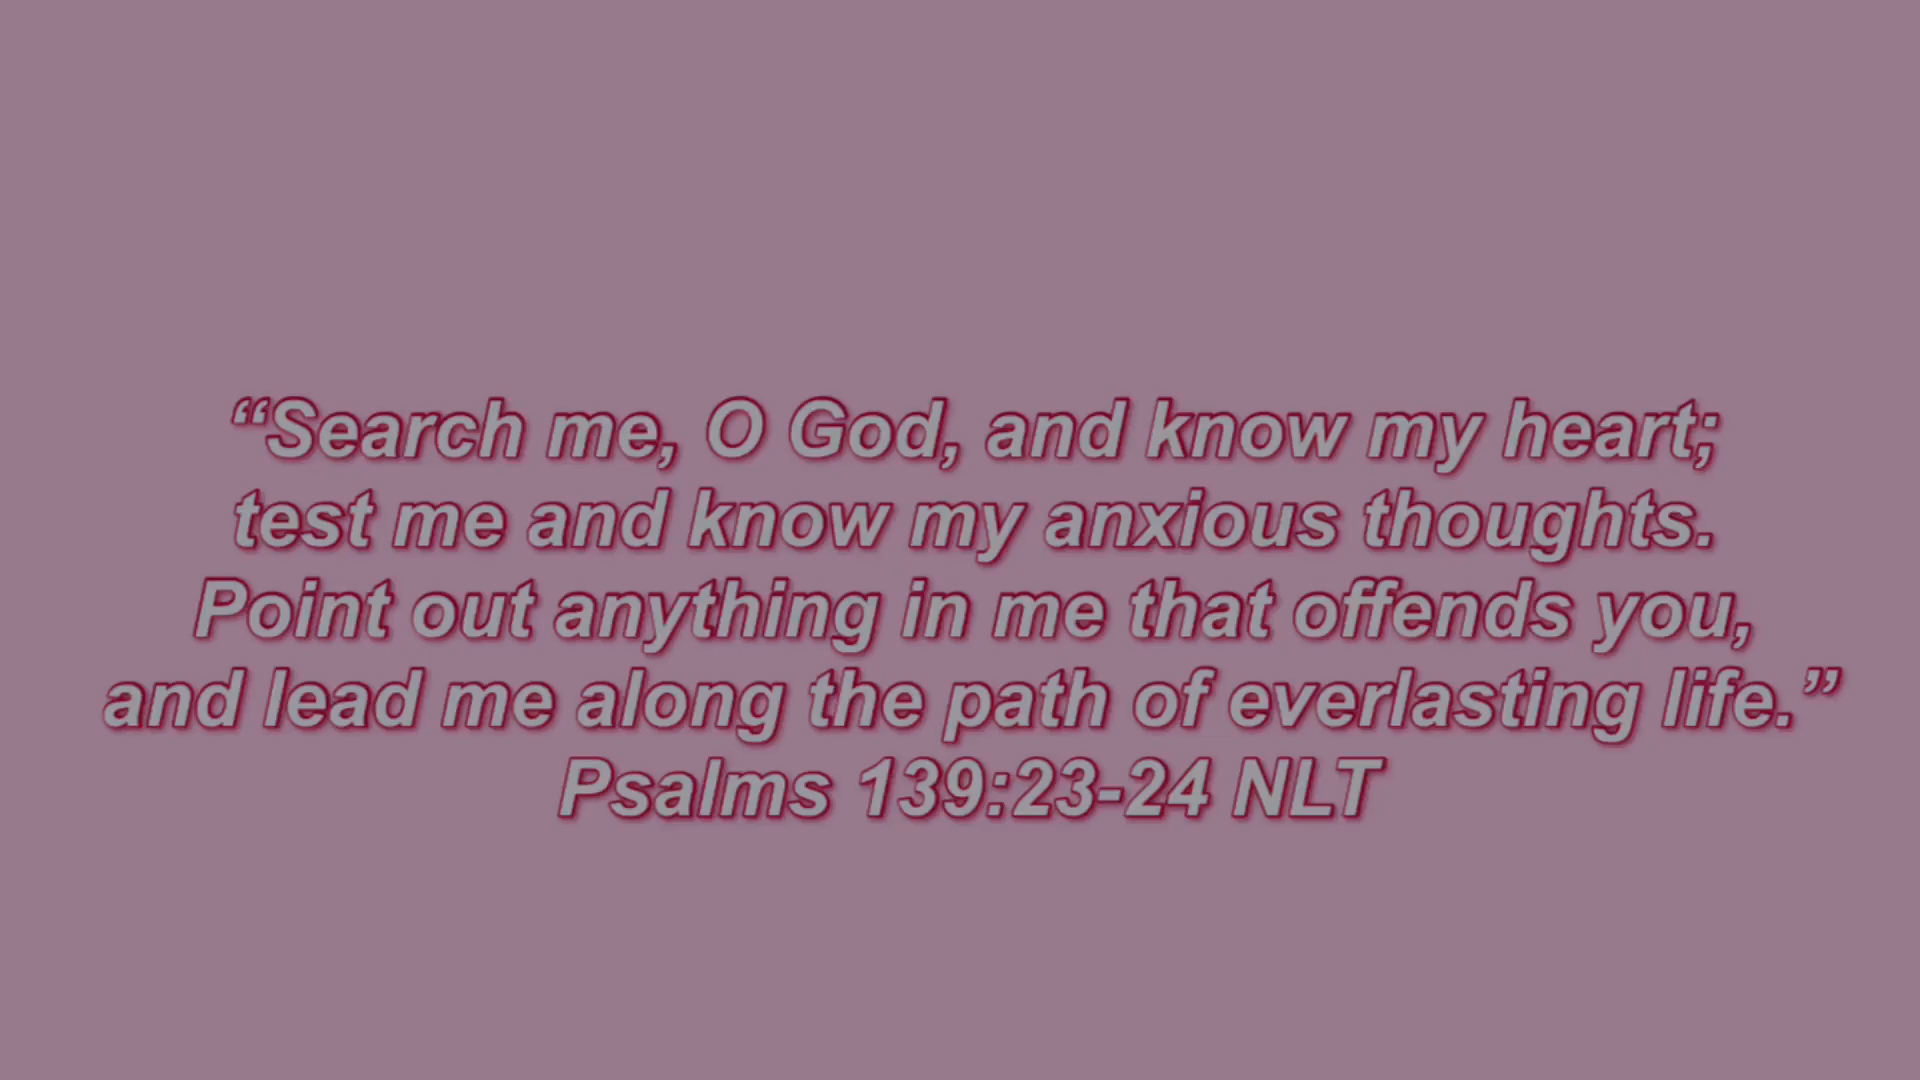 “Search me, O God, and know my heart;
test me and know my anxious thoughts.
Point out anything in me that offends you,
and lead me along the path of everlasting life.”
Psalms 139:23-24 NLT